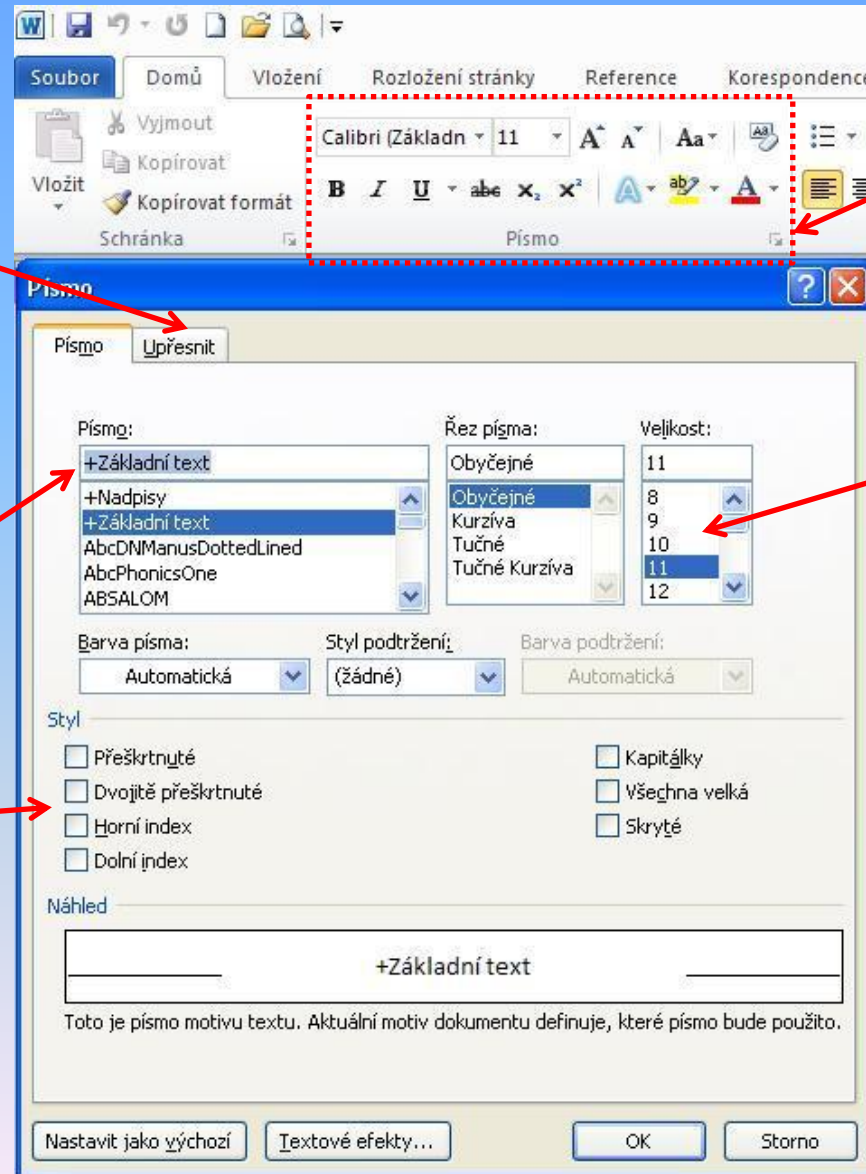 Soubor Domů Vložení Rozložení stránky Reference Korespondence
Vyjmout
Kopírovat
Kopírovat formát
Vložit
Schránka
Calibri (Základn 11 A A Aa
B I U abc x₂ x² A ab A
Písmo
Písmo
Písmo Upřesnit
Písmo: Řez písma: Velikost:
+Základní text Obyčejné 11
+Nadpisy Obyčejné 8
+Základní text Kurzíva 9
AbcDNManusDottedLined Tučné 10
AbcPhonicsOne Tučné Kurzíva 11
ABSALOM 12
Barva písma: Styl podtržení: Barva podtržení:
Automatická (žádné) Automatická
Styl
Přeškrtnuté Kapitálky
Dvojitě přeškrtnuté Všechna velká
Horní index Skryté
Dolní index
Náhled
+Základní text
Toto je písmo motivu textu. Aktuální motiv dokumentu definuje, které písmo bude použito.
Nastavit jako výchozí Textové efekty... OK Storno